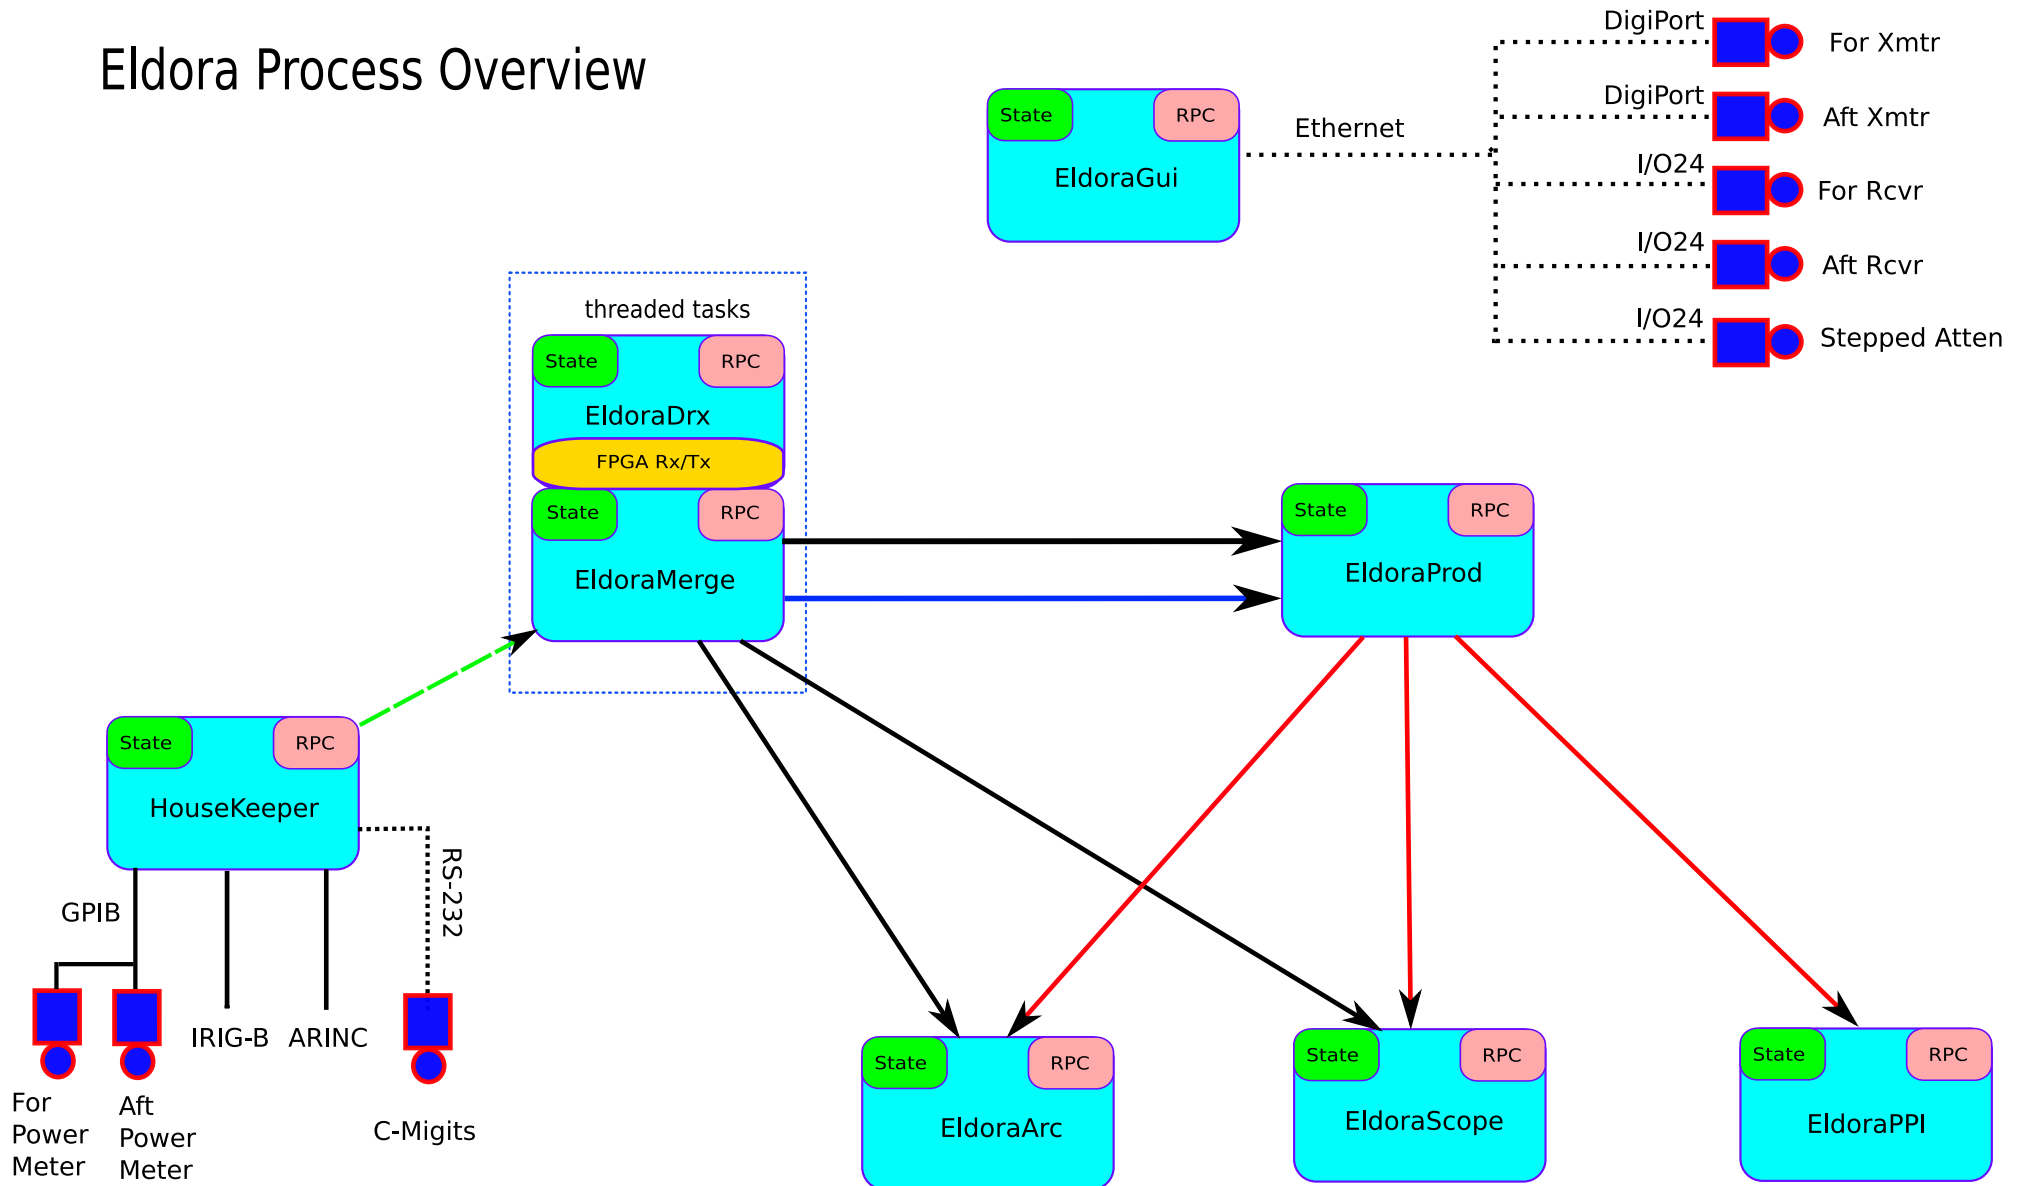 Eldora Process Overview
State
RPC
EldoraGui
Ethernet
DigiPort
For Xmtr
DigiPort
Aft Xmtr
I/O24
For Rcvr
I/O24
Aft Rcvr
I/O24
Stepped Atten
threaded tasks
State
RPC
EldoraDrx
FPGA Rx/Tx
State
RPC
EldoraMerge
State
RPC
EldoraProd
State
RPC
HouseKeeper
GPIB
RS-232
IRIG-B
ARINC
For
Power
Meter
Aft
Power
Meter
C-Migits
State
RPC
EldoraArc
State
RPC
EldoraScope
State
RPC
EldoraPPI